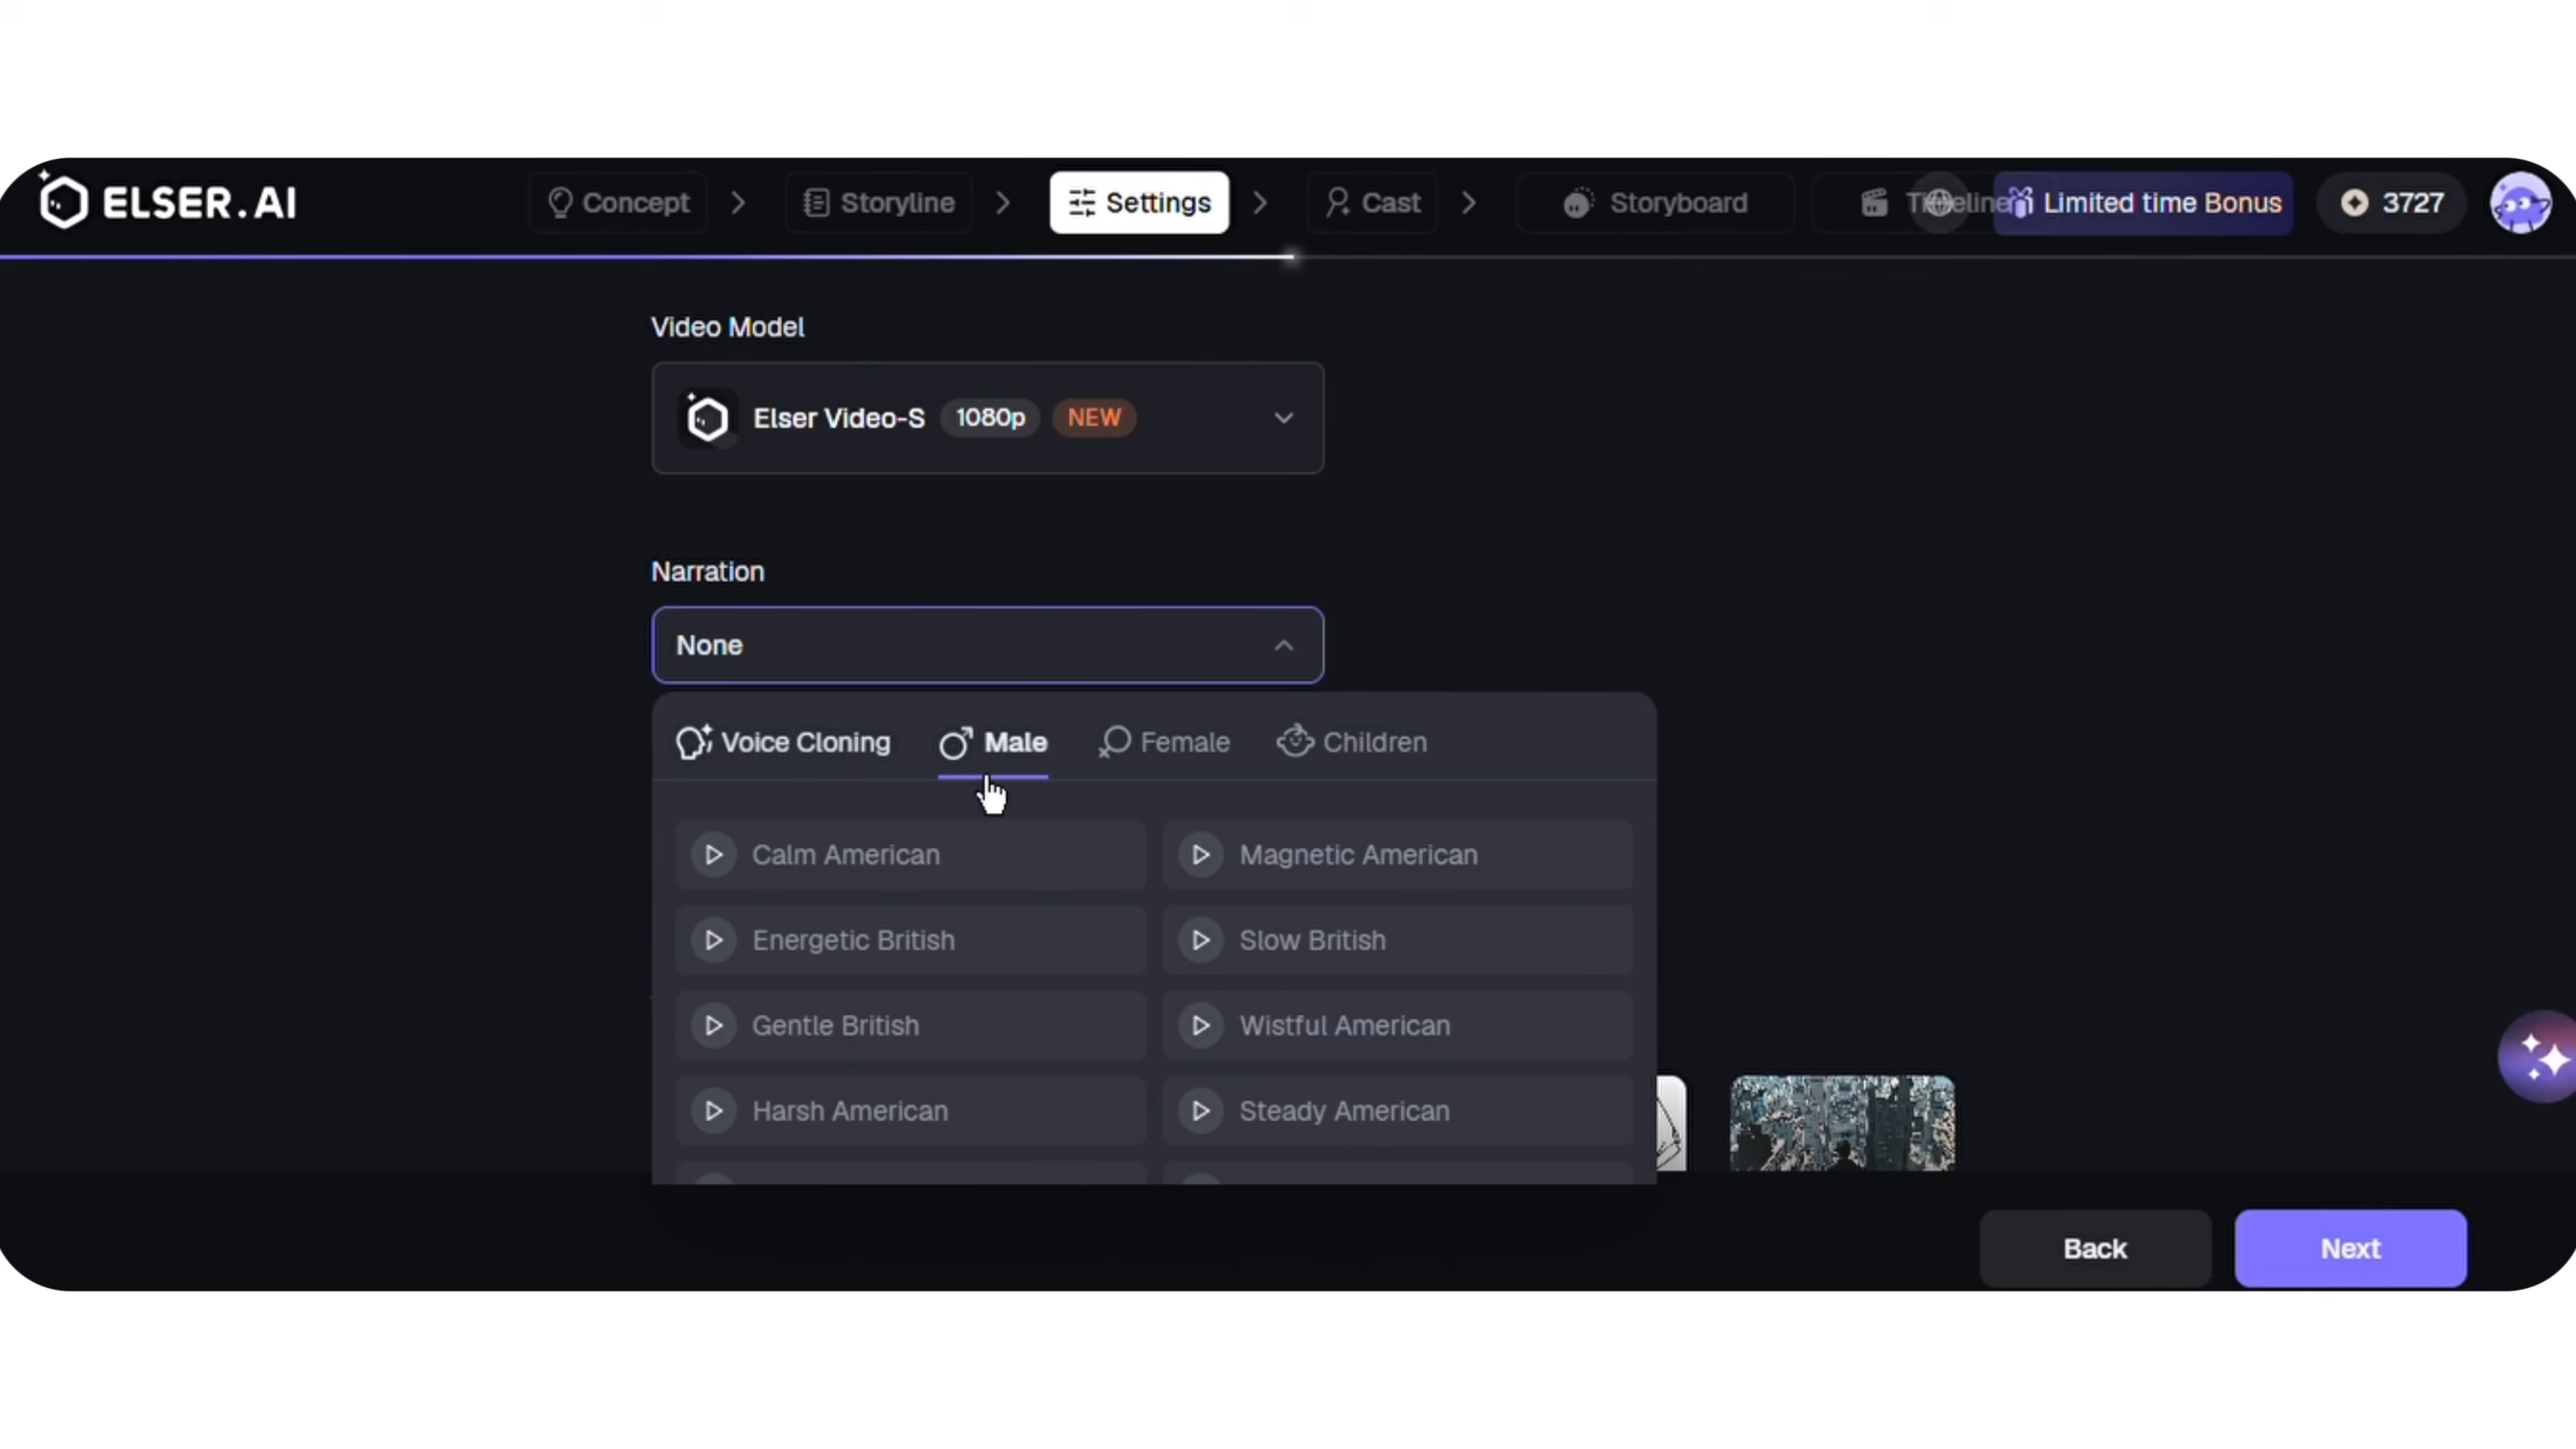 ELSER.AI
Concept
Storyline
Settings
Cast
Storyboard
Timeline
Limited time Bonus
3727
Video Model
Elser Video-S 1080p NEW
Narration
None
Voice Cloning Male Female Children
Calm American Magnetic American
Energetic British Slow British
Gentle British Wistful American
Harsh American Steady American
Back Next